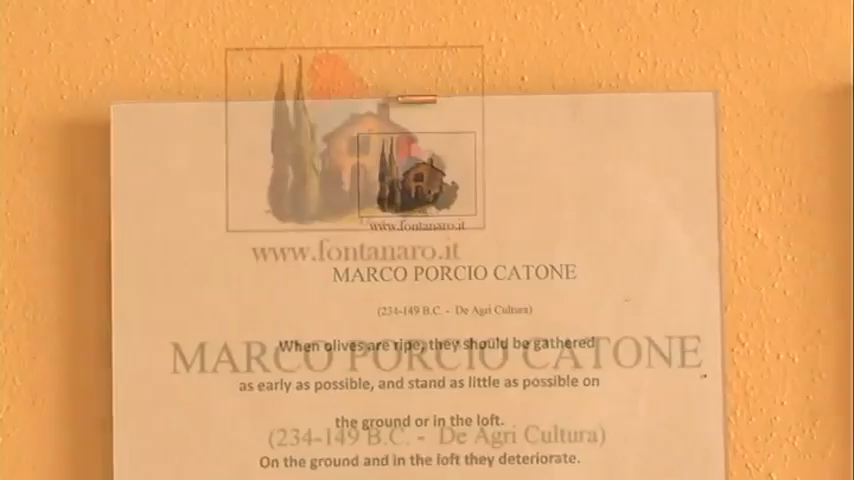 www.fontanaro.it
www.fontanaro.it
MARCO PORCIO CATONE
(234-149 B.C. - De Agri Cultura)
When olives are ripe, they should be gathered
MARCO PORCIO CATONE
as early as possible, and stand as little as possible on
the ground or in the loft.
(234-149 B.C. - De Agri Cultura)
On the ground and in the loft they deteriorate.